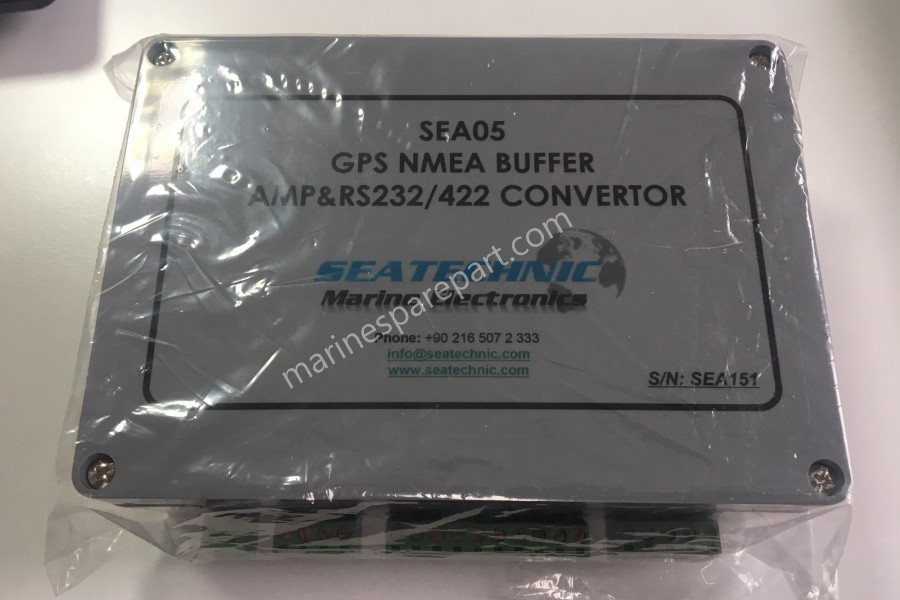 SEA05
GPS NMEA BUFFER
AMP&RS232/422 CONVERTOR
SEATECHNIC
Marine Electronics
Phone: +90 216 507 2 333
info@seatechnic.com
www.seatechnic.com
S/N: SEA151
marinesparepart.com